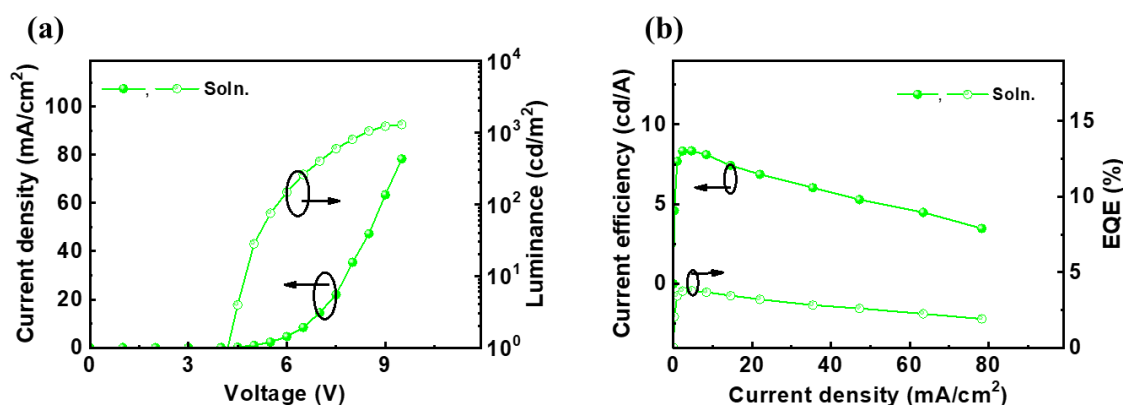 (a)
Current density (mA/cm²)
100
80
60
40
20
0
0
3
6
9
Voltage (V)
10⁴
10³
10²
10¹
10⁰
Luminance (cd/m²)
, Soln.
(b)
Current efficiency (cd/A)
10
5
0
0
20
40
60
80
Current density (mA/cm²)
15
10
5
0
EQE (%)
, Soln.